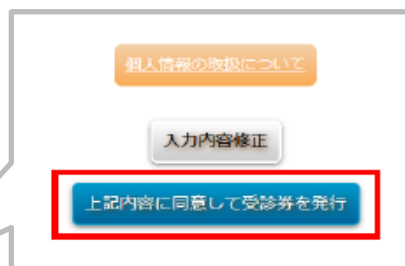 個人情報の取扱について
入力内容修正
上記内容に同意して受診券を発行